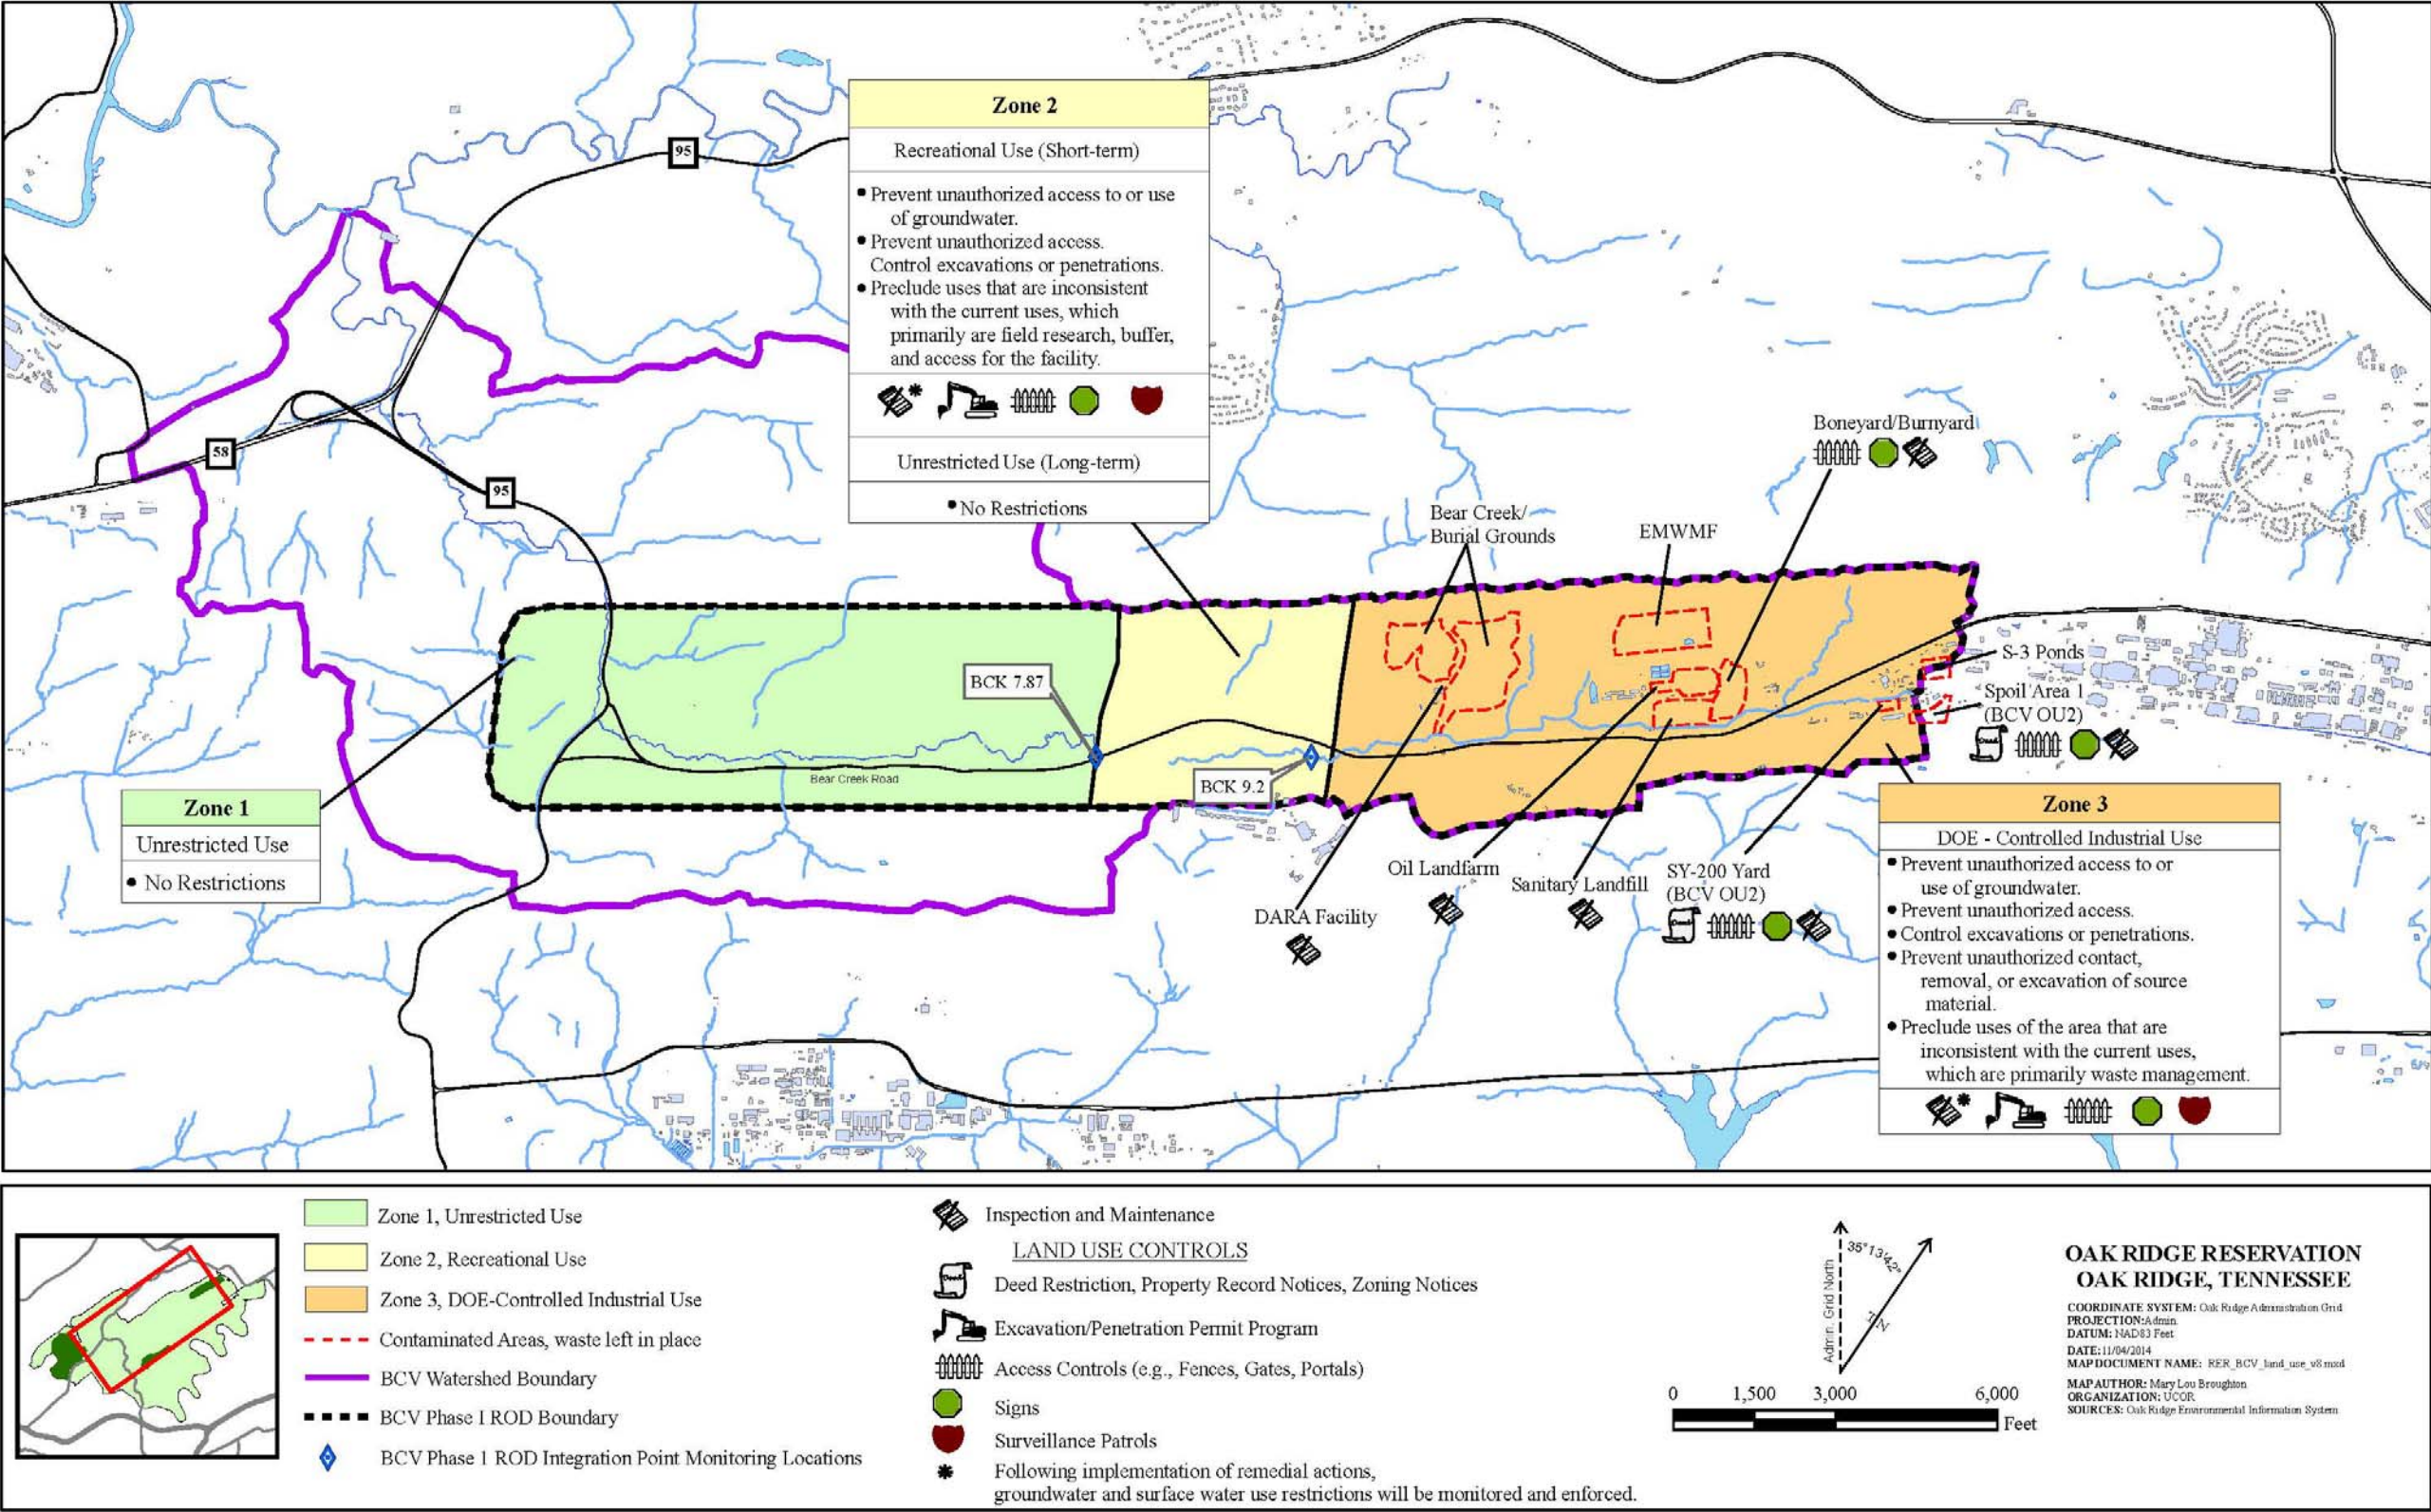 Zone 2
Recreational Use (Short-term)
• Prevent unauthorized access to or use
of groundwater.
• Prevent unauthorized access.
Control excavations or penetrations.
• Preclude uses that are inconsistent
with the current uses, which
primarily are field research, buffer,
and access for the facility.
*
Unrestricted Use (Long-term)
• No Restrictions
95
58
95
Boneyard/Burnyard
Bear Creek/
Burial Grounds
EMWMF
S-3 Ponds
Spoil Area 1
(BCV OU2)
Deed
BCK 7.87
BCK 9.2
Bear Creek Road
Zone 1
Unrestricted Use
• No Restrictions
Oil Landfarm
Sanitary Landfill
SY-200 Yard
(BCV OU2)
Deed
DARA Facility
Zone 3
DOE - Controlled Industrial Use
• Prevent unauthorized access to or
use of groundwater.
• Prevent unauthorized access.
• Control excavations or penetrations.
• Prevent unauthorized contact,
removal, or excavation of source
material.
• Preclude uses of the area that are
inconsistent with the current uses,
which are primarily waste management.
*
Zone 1, Unrestricted Use
Zone 2, Recreational Use
Zone 3, DOE-Controlled Industrial Use
Contaminated Areas, waste left in place
BCV Watershed Boundary
BCV Phase I ROD Boundary
BCV Phase 1 ROD Integration Point Monitoring Locations
Inspection and Maintenance
LAND USE CONTROLS
Deed
Deed Restriction, Property Record Notices, Zoning Notices
Excavation/Penetration Permit Program
Access Controls (e.g., Fences, Gates, Portals)
Signs
Surveillance Patrols
* Following implementation of remedial actions,
groundwater and surface water use restrictions will be monitored and enforced.
Admin. Grid North
35°13'42"
TN
0 1,500 3,000 6,000
Feet
OAK RIDGE RESERVATION
OAK RIDGE, TENNESSEE
COORDINATE SYSTEM: Oak Ridge Administration Grid
PROJECTION:Admin
DATUM: NAD83 Feet
DATE:11/04/2014
MAP DOCUMENT NAME: RER_BCV_land_use_v8.mxd
MAP AUTHOR: Mary Lou Broughton
ORGANIZATION: UCOR
SOURCES: Oak Ridge Environmental Information System